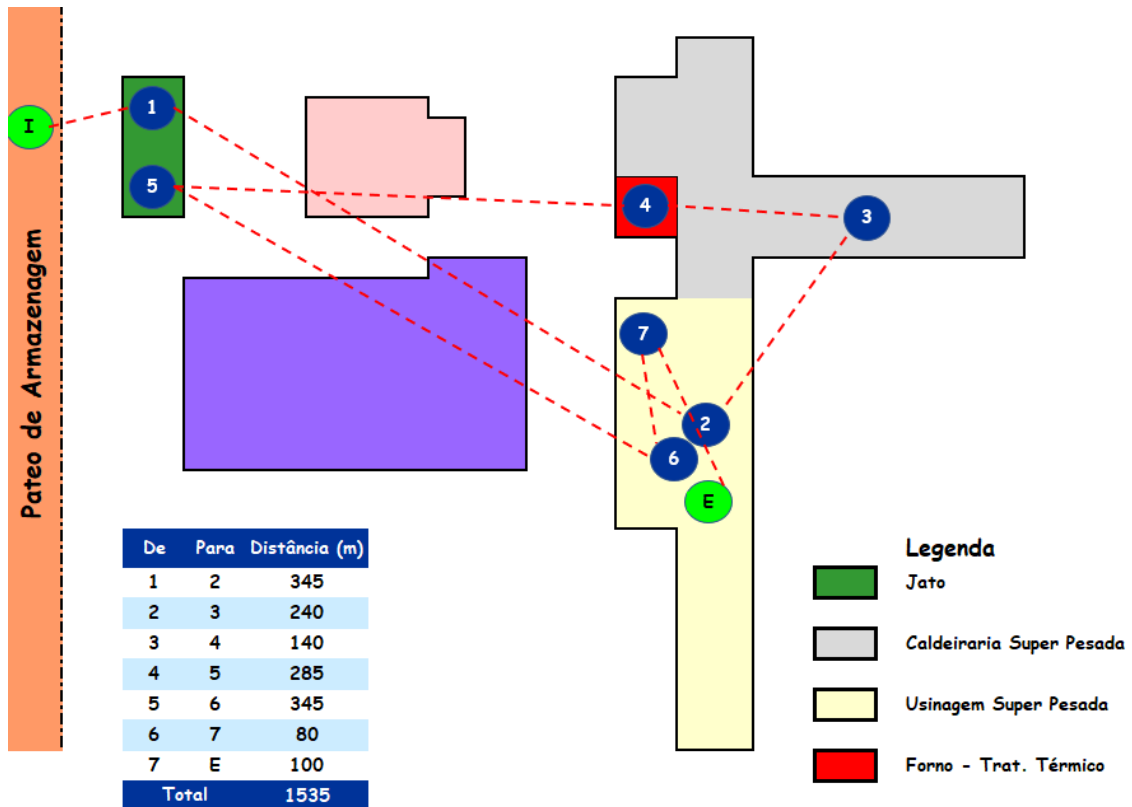 I
1
5
4
3
7
2
6
E
Pateo de Armazenagem
De Para Distância (m)
1 2 345
2 3 240
3 4 140
4 5 285
5 6 345
6 7 80
7 E 100
Total 1535
Legenda
Jato
Caldeiraria Super Pesada
Usinagem Super Pesada
Forno - Trat. Térmico